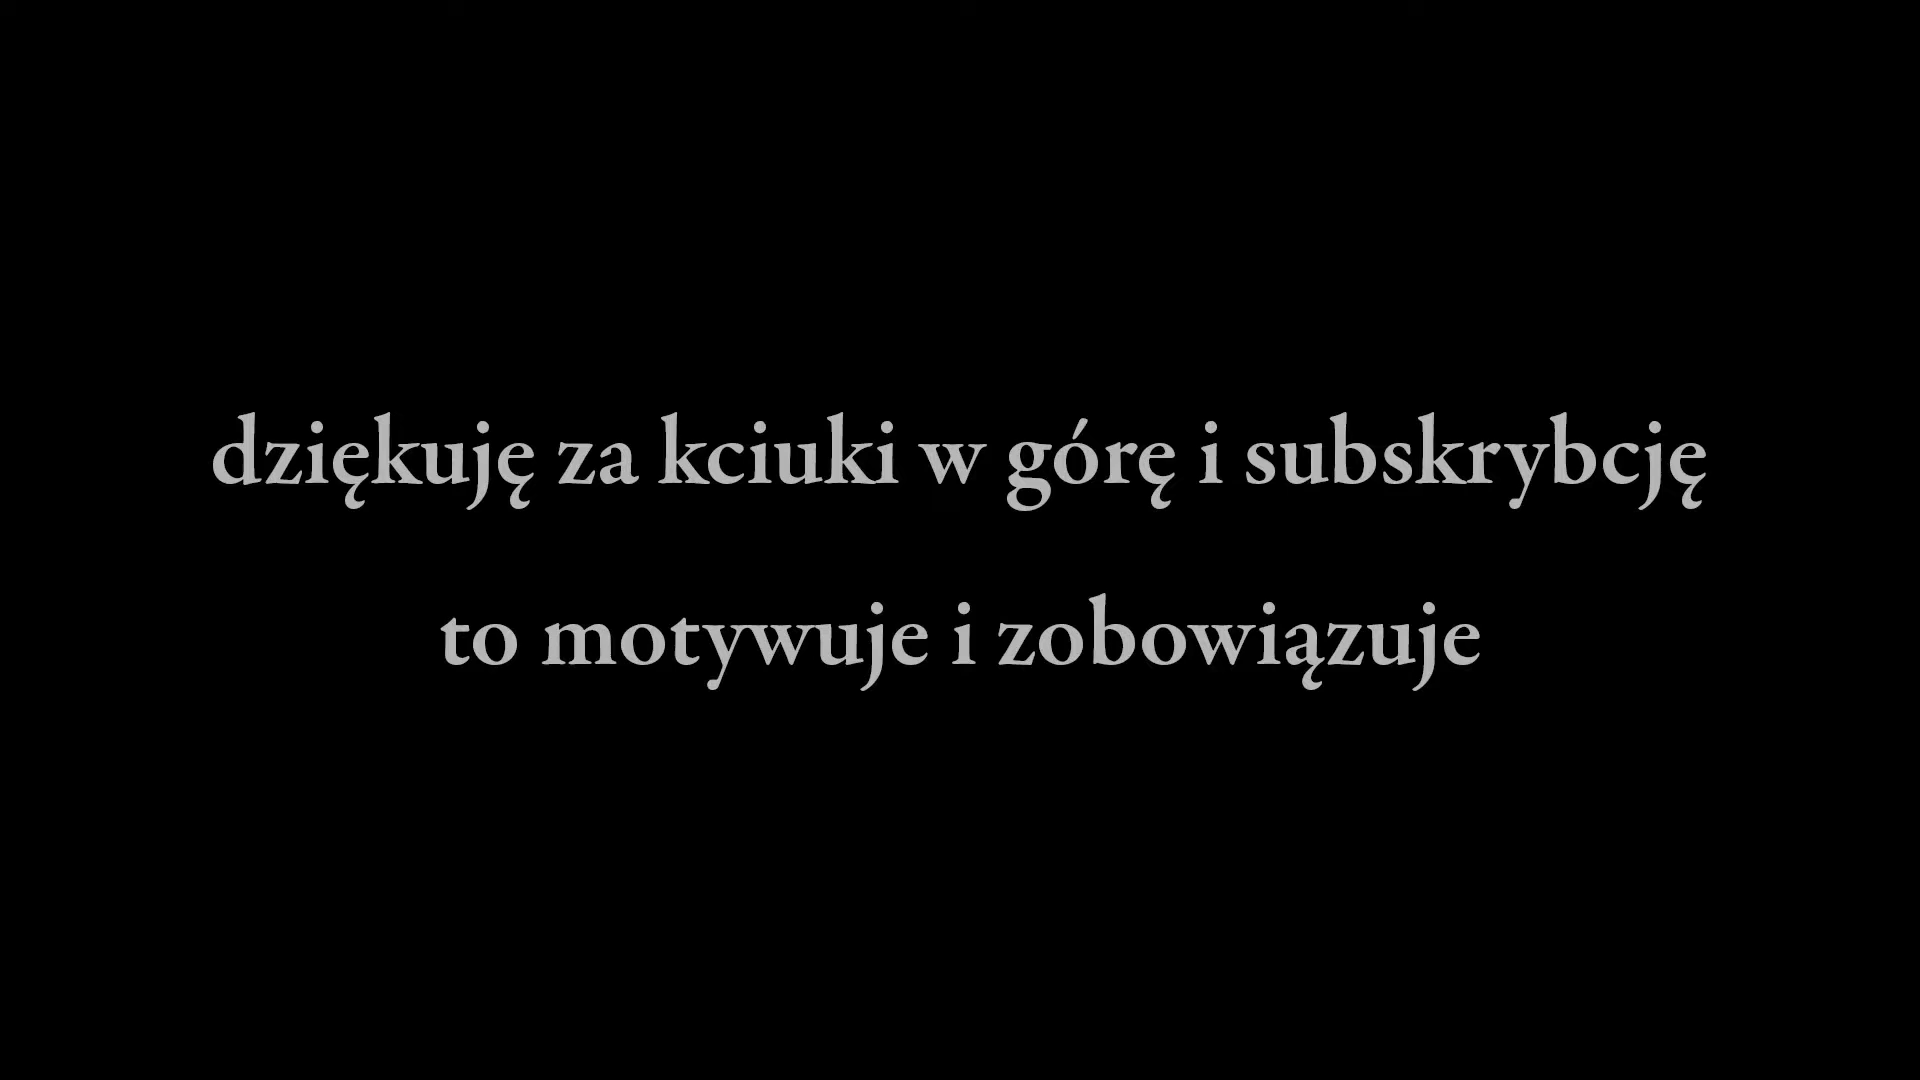 dziękuję za kciuki w górę i subskrybcję
to motywuje i zobowiązuje